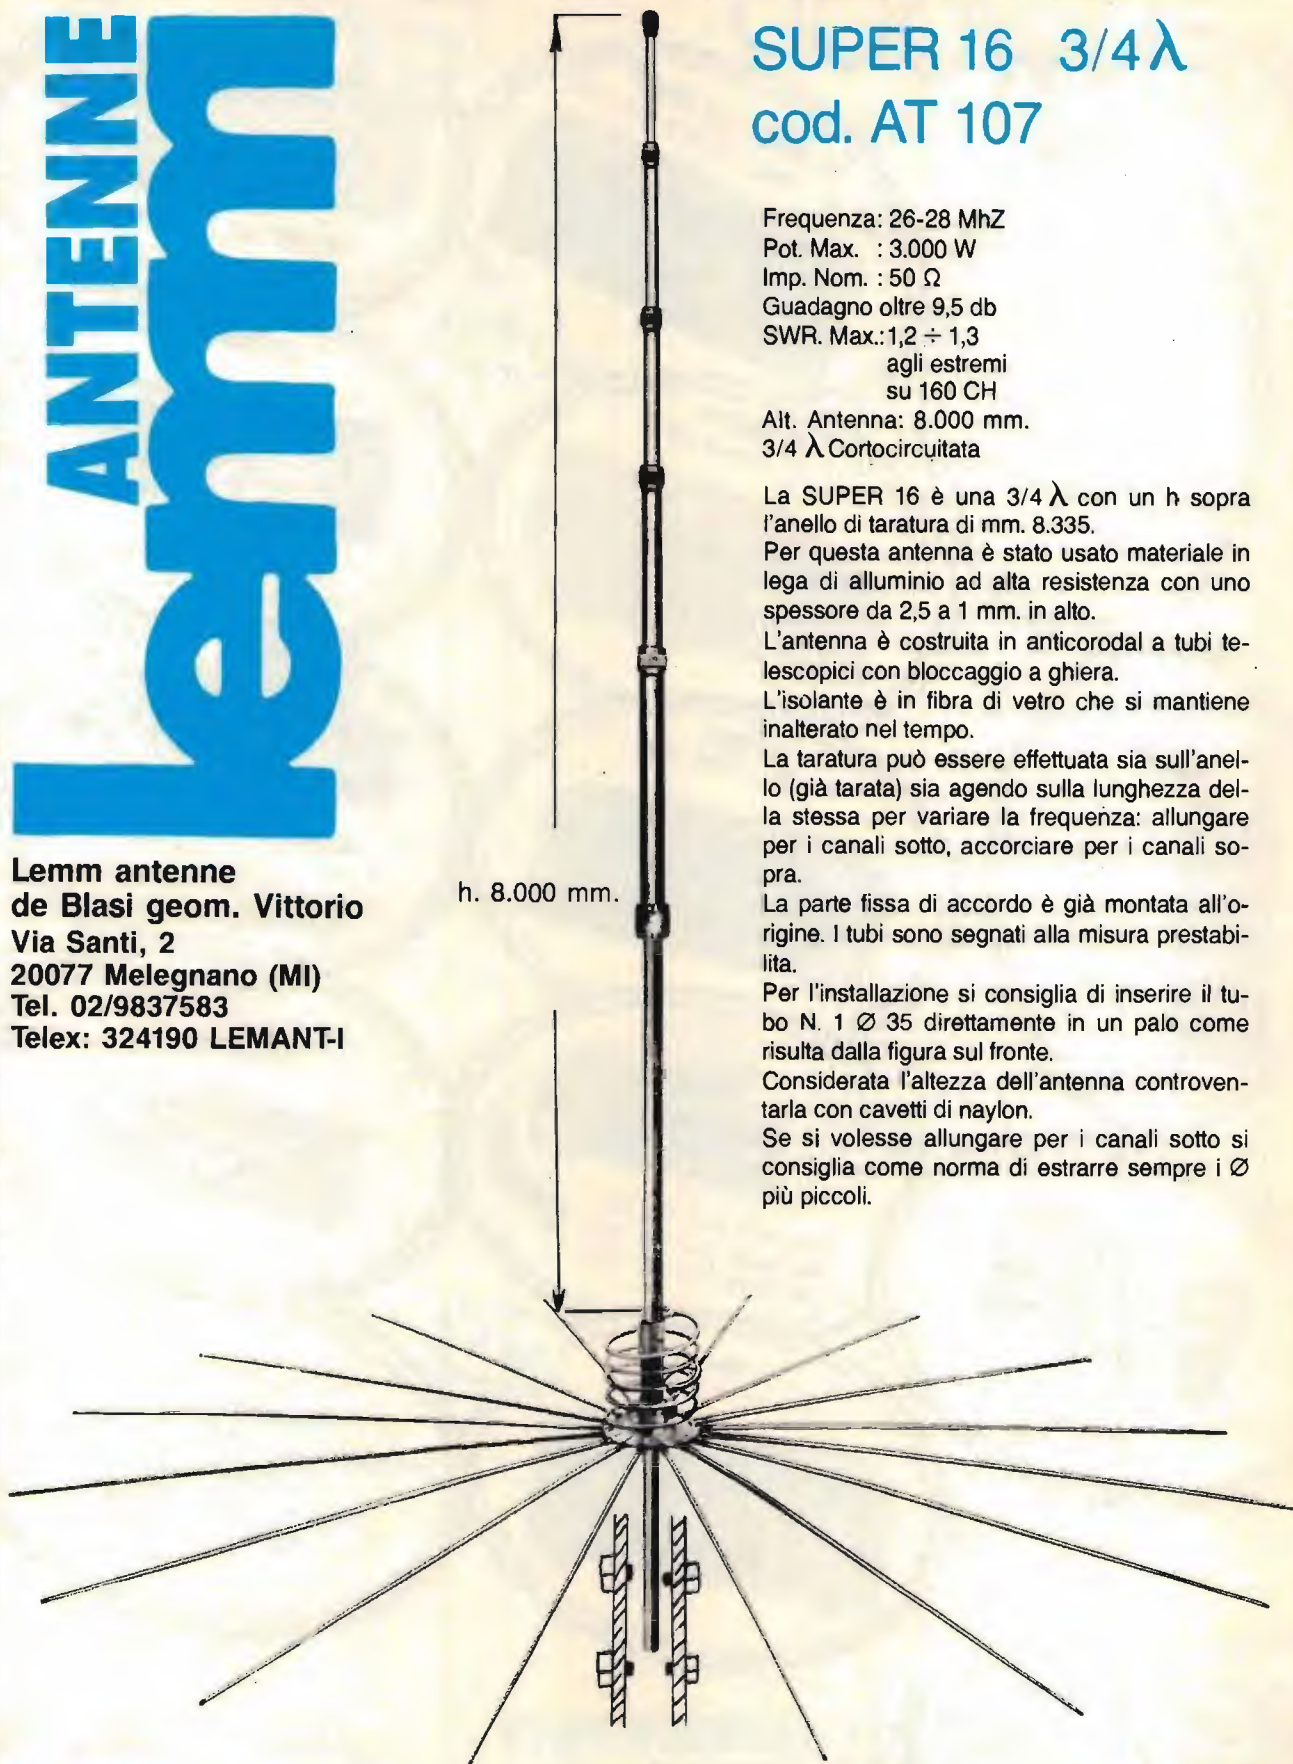 ANTENNE
lemm
Lemm antenne
de Blasi geom. Vittorio
Via Santi, 2
20077 Melegnano (MI)
Tel. 02/9837583
Telex: 324190 LEMANT-I
h. 8.000 mm.
SUPER 16 3/4 λ
cod. AT 107
Frequenza: 26-28 MhZ
Pot. Max. : 3.000 W
Imp. Nom. : 50 Ω
Guadagno oltre 9,5 db
SWR. Max.: 1,2 ÷ 1,3
agli estremi
su 160 CH
Alt. Antenna: 8.000 mm.
3/4 λ Cortocircuitata
La SUPER 16 è una 3/4 λ con un h sopra
l'anello di taratura di mm. 8.335.
Per questa antenna è stato usato materiale in
lega di alluminio ad alta resistenza con uno
spessore da 2,5 a 1 mm. in alto.
L'antenna è costruita in anticorodal a tubi te-
lescopici con bloccaggio a ghiera.
L'isolante è in fibra di vetro che si mantiene
inalterato nel tempo.
La taratura può essere effettuata sia sull'anel-
lo (già tarata) sia agendo sulla lunghezza del-
la stessa per variare la frequenza: allungare
per i canali sotto, accorciare per i canali so-
pra.
La parte fissa di accordo è già montata all'o-
rigine. I tubi sono segnati alla misura prestabi-
lita.
Per l'installazione si consiglia di inserire il tu-
bo N. 1 Ø 35 direttamente in un palo come
risulta dalla figura sul fronte.
Considerata l'altezza dell'antenna controven-
tarla con cavetti di naylon.
Se si volesse allungare per i canali sotto si
consiglia come norma di estrarre sempre i Ø
più piccoli.